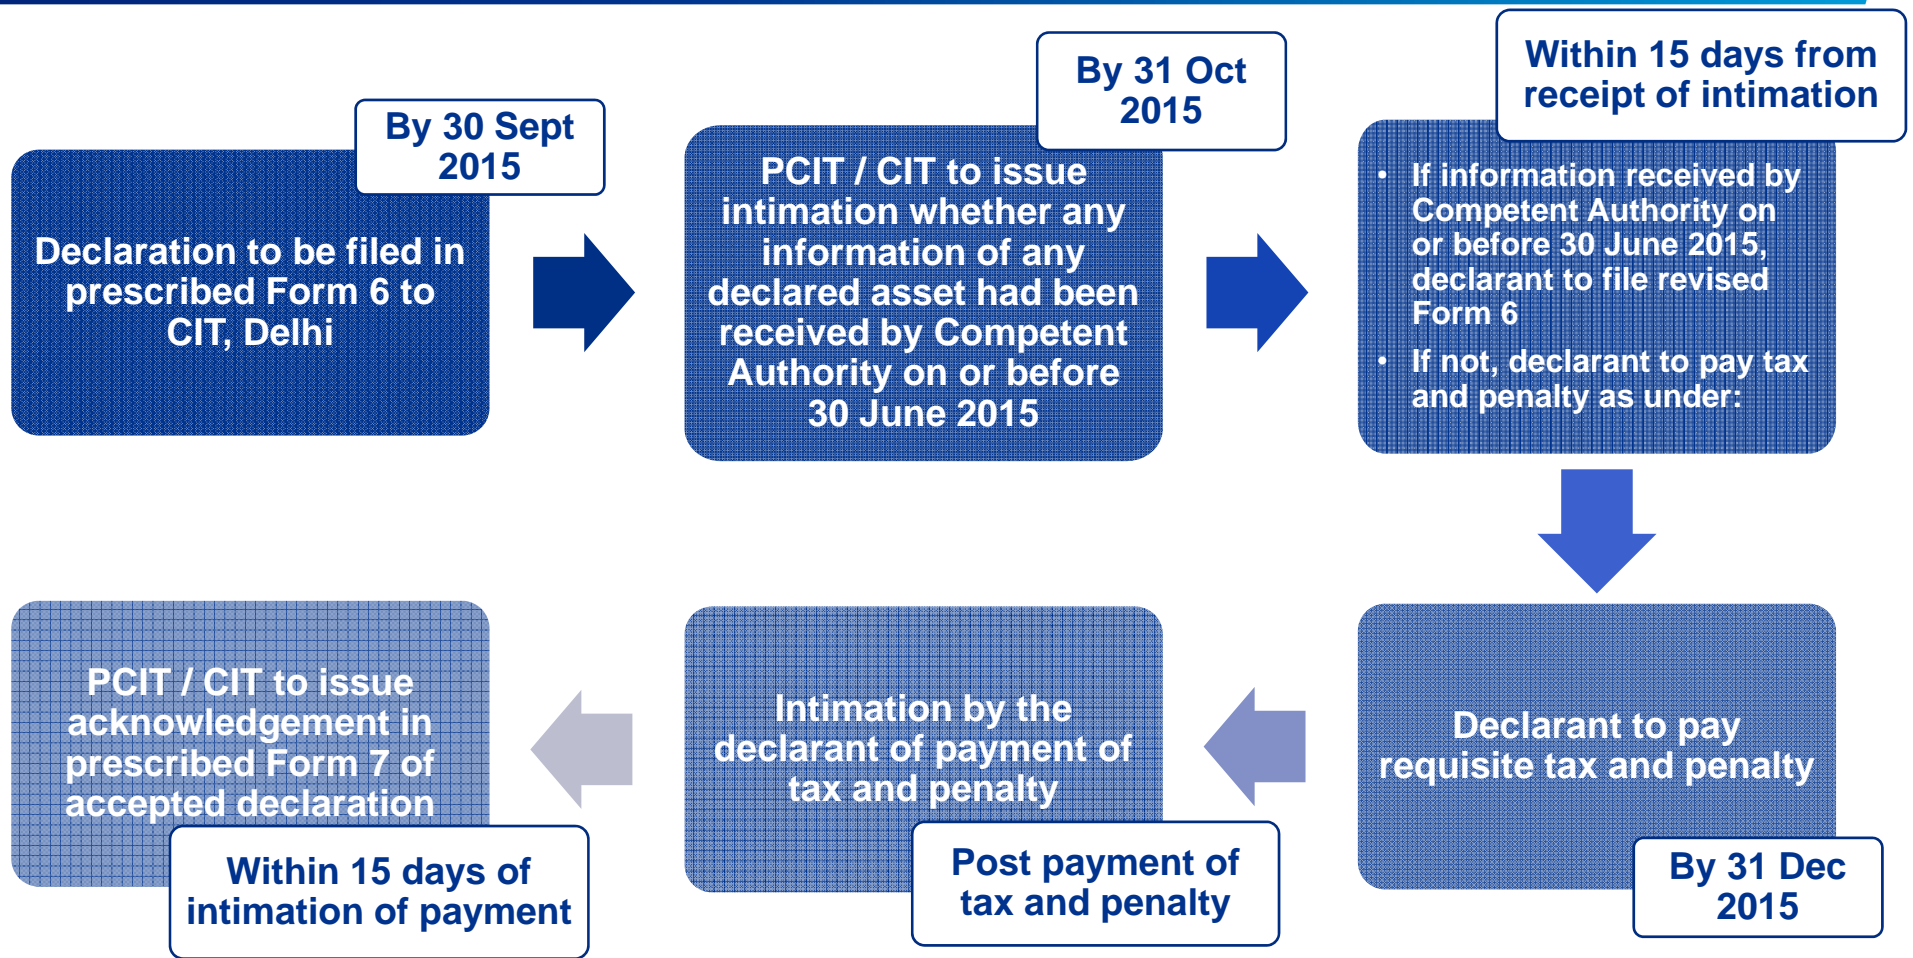 By 30 Sept
2015
Declaration to be filed in
prescribed Form 6 to
CIT, Delhi
By 31 Oct
2015
PCIT / CIT to issue
intimation whether any
information of any
declared asset had been
received by Competent
Authority on or before
30 June 2015
Within 15 days from
receipt of intimation
• If information received by
Competent Authority on
or before 30 June 2015,
declarant to file revised
Form 6
• If not, declarant to pay tax
and penalty as under:
Declarant to pay
requisite tax and penalty
By 31 Dec
2015
Intimation by the
declarant of payment of
tax and penalty
Post payment of
tax and penalty
PCIT / CIT to issue
acknowledgement in
prescribed Form 7 of
accepted declaration
Within 15 days of
intimation of payment